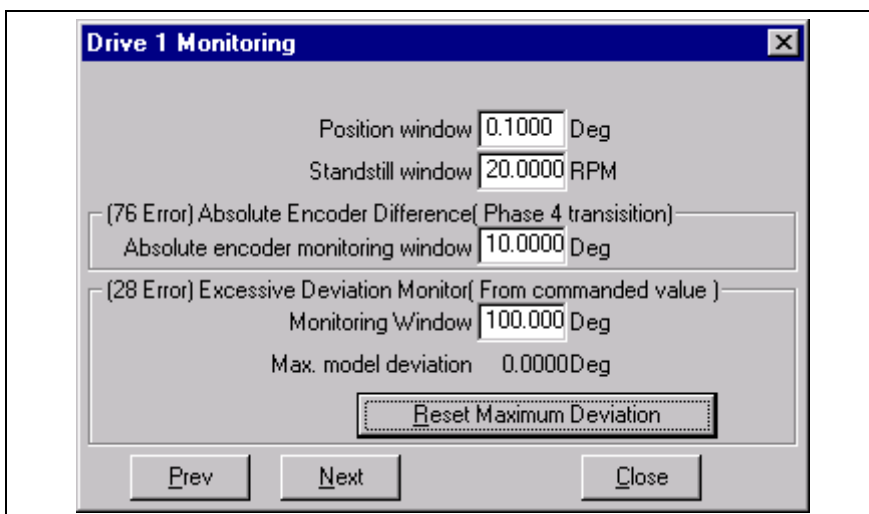 Drive 1 Monitoring
Position window 0.1000 Deg
Standstill window 20.0000 RPM
(76 Error) Absolute Encoder Difference( Phase 4 transisition)
Absolute encoder monitoring window 10.0000 Deg
(28 Error) Excessive Deviation Monitor( From commanded value )
Monitoring Window 100.000 Deg
Max. model deviation 0.0000Deg
Reset Maximum Deviation
Prev Next Close